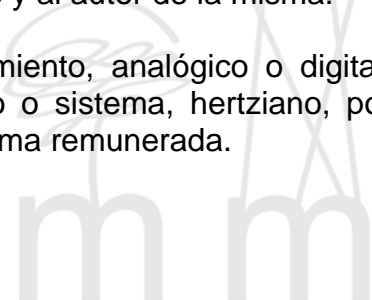 y al autor de la misma.
miento, analógico o digita
o o sistema, hertziano, po
ma remunerada.
m m